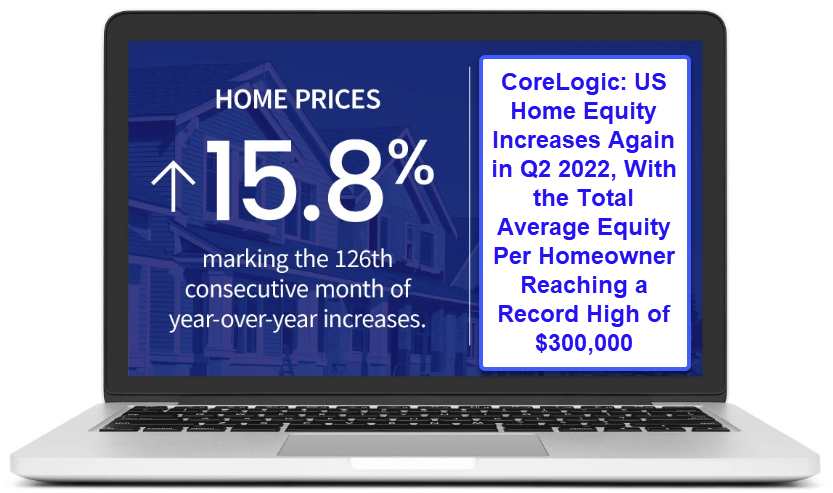 HOME PRICES
↑15.8%
marking the 126th
consecutive month of
year-over-year increases.
CoreLogic: US
Home Equity
Increases Again
in Q2 2022, With
the Total
Average Equity
Per Homeowner
Reaching a
Record High of
$300,000